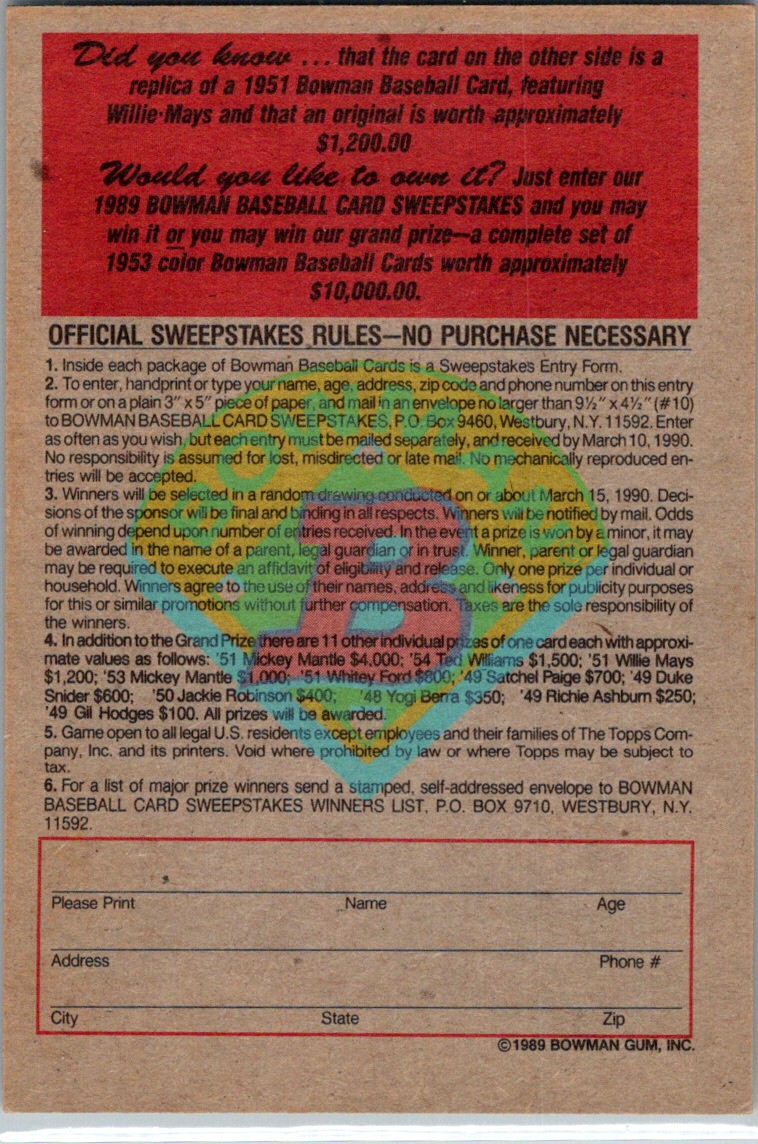 Did you know ... that the card on the other side is a
replica of a 1951 Bowman Baseball Card, featuring
Willie Mays and that an original is worth approximately
$1,200.00
Would you like to own it? Just enter our
1989 BOWMAN BASEBALL CARD SWEEPSTAKES and you may
win it or you may win our grand prize—a complete set of
1953 color Bowman Baseball Cards worth approximately
$10,000.00.
OFFICIAL SWEEPSTAKES RULES—NO PURCHASE NECESSARY
1. Inside each package of Bowman Baseball Cards is a Sweepstakes Entry Form.
2. To enter, handprint or type your name, age, address, zip code and phone number on this entry
form or on a plain 3″ x 5″ piece of paper, and mail in an envelope no larger than 9½″ x 4½″ (#10)
to BOWMAN BASEBALL CARD SWEEPSTAKES, P.O. Box 9460, Westbury, N.Y. 11592. Enter
as often as you wish, but each entry must be mailed separately, and received by March 10, 1990.
No responsibility is assumed for lost, misdirected or late mail. No mechanically reproduced en-
tries will be accepted.
3. Winners will be selected in a random drawing conducted on or about March 15, 1990. Deci-
sions of the sponsor will be final and binding in all respects. Winners will be notified by mail. Odds
of winning depend upon number of entries received. In the event a prize is won by a minor, it may
be awarded in the name of a parent, legal guardian or in trust. Winner, parent or legal guardian
may be required to execute an affidavit of eligibility and release. Only one prize per individual or
household. Winners agree to the use of their names, address and likeness for publicity purposes
for this or similar promotions without further compensation. Taxes are the sole responsibility of
the winners.
4. In addition to the Grand Prize there are 11 other individual prizes of one card each with approxi-
mate values as follows: '51 Mickey Mantle $4,000; '54 Ted Williams $1,500; '51 Willie Mays
$1,200; '53 Mickey Mantle $1,000; '51 Whitey Ford $800; '49 Satchel Paige $700; '49 Duke
Snider $600; '50 Jackie Robinson $400; '48 Yogi Berra $350; '49 Richie Ashburn $250;
'49 Gil Hodges $100. All prizes will be awarded.
5. Game open to all legal U.S. residents except employees and their families of The Topps Com-
pany, Inc. and its printers. Void where prohibited by law or where Topps may be subject to
tax.
6. For a list of major prize winners send a stamped, self-addressed envelope to BOWMAN
BASEBALL CARD SWEEPSTAKES WINNERS LIST, P.O. BOX 9710, WESTBURY, N.Y.
11592.
Please Print Name Age
Address Phone #
City State Zip
©1989 BOWMAN GUM, INC.
B